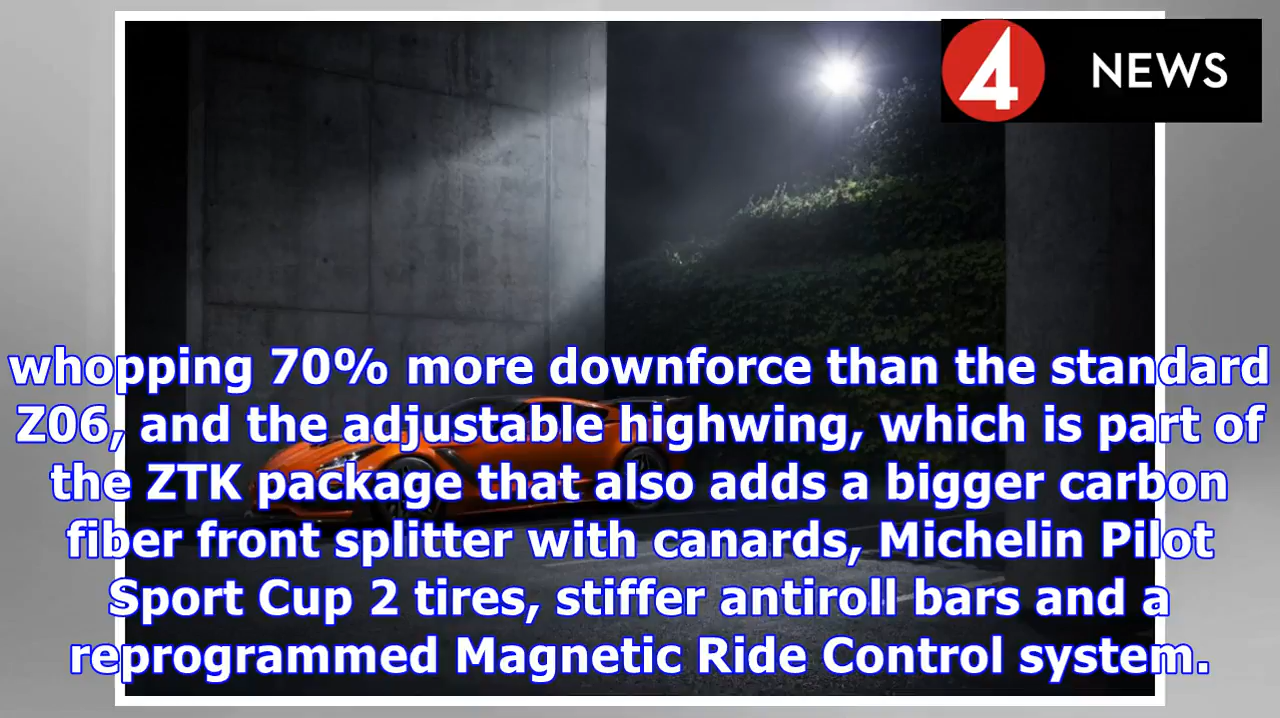 4 NEWS
whopping 70% more downforce than the standard
Z06, and the adjustable highwing, which is part of
the ZTK package that also adds a bigger carbon
fiber front splitter with canards, Michelin Pilot
Sport Cup 2 tires, stiffer antiroll bars and a
reprogrammed Magnetic Ride Control system.